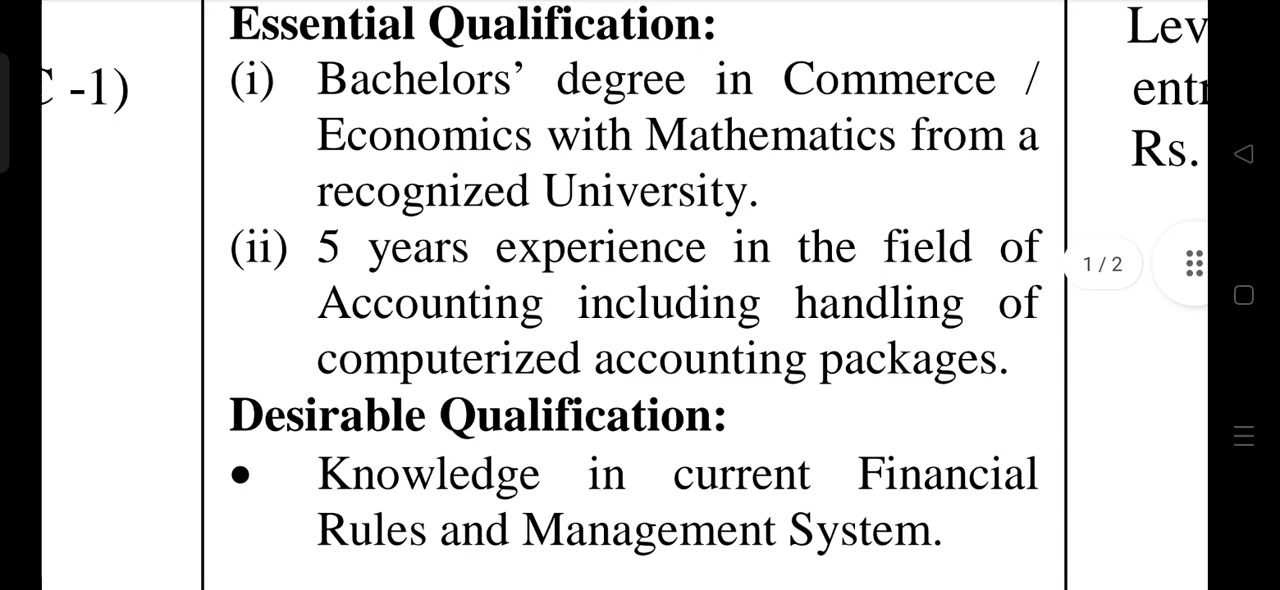 Essential Qualification:
-1)
(i) Bachelors’ degree in Commerce /
Economics with Mathematics from a
recognized University.
(ii) 5 years experience in the field of
Accounting including handling of
computerized accounting packages.
Desirable Qualification:
• Knowledge in current Financial
Rules and Management System.
Rs.
1 / 2